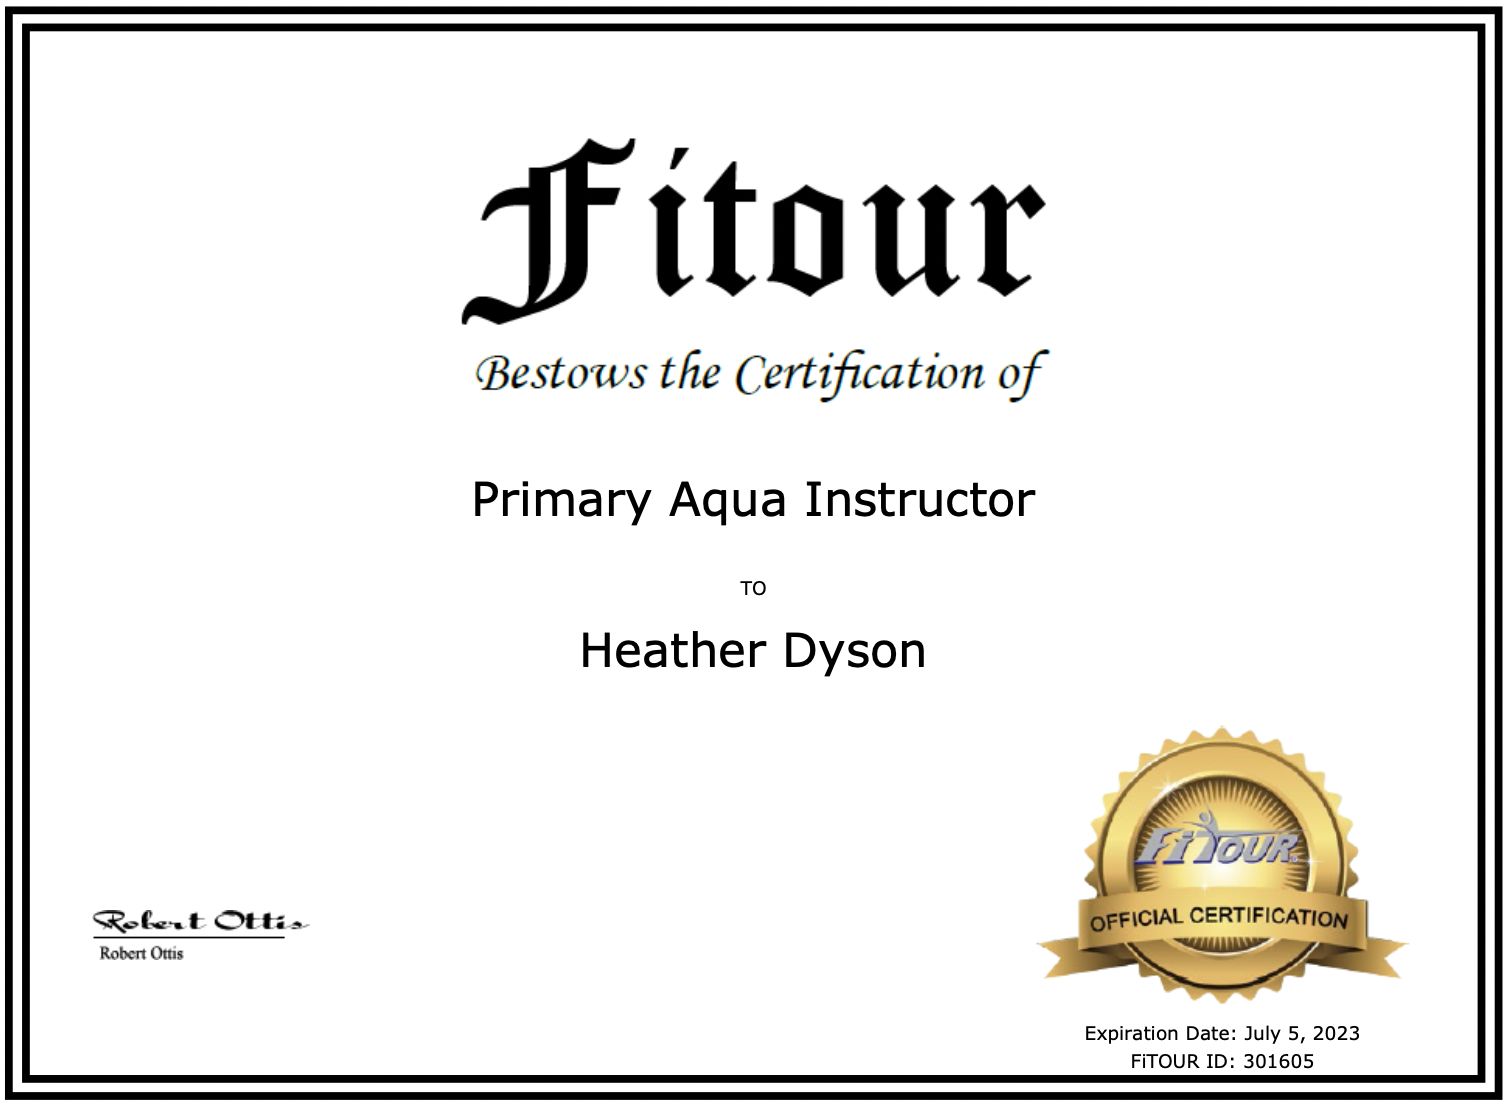 Fitour
Bestows the Certification of
Primary Aqua Instructor
TO
Heather Dyson
Robert Ottis
Robert Ottis
FiTOUR
OFFICIAL CERTIFICATION
Expiration Date: July 5, 2023
FiTOUR ID: 301605